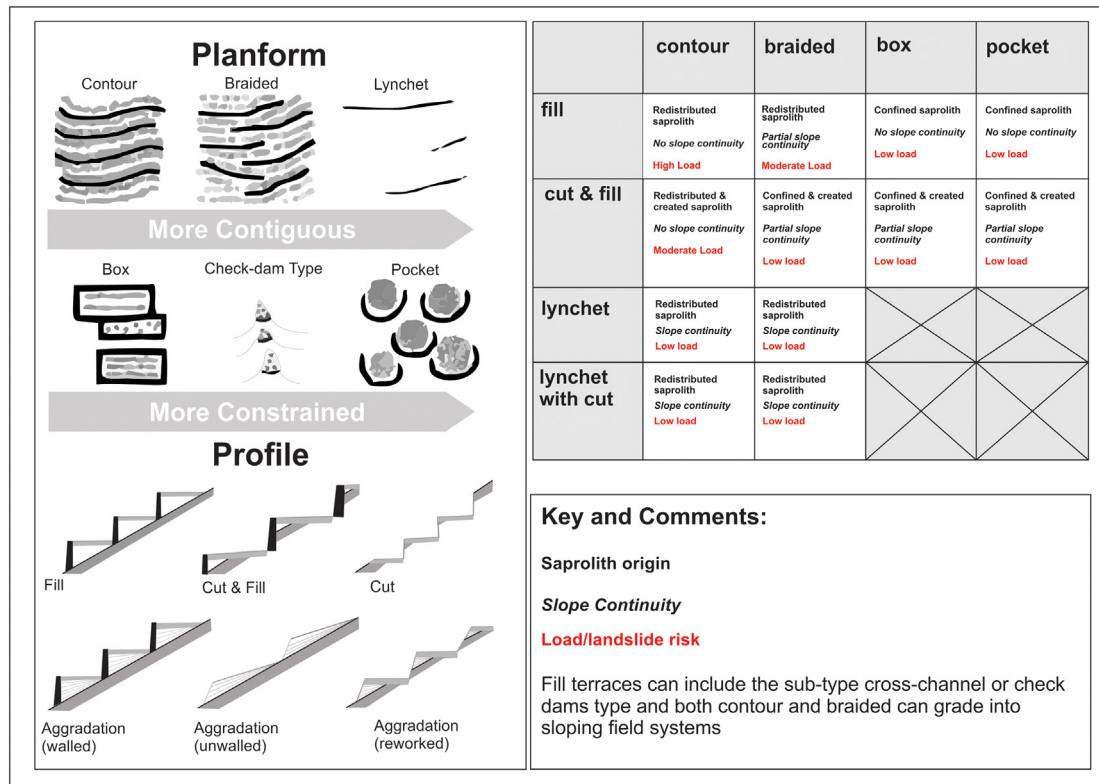 Planform
Contour Braided Lynchet
More Contiguous
Box Check-dam Type Pocket
More Constrained
Profile
Fill Cut & Fill Cut
Aggradation (walled)
Aggradation (unwalled)
Aggradation (reworked)
contour braided box pocket
fill
Redistributed saprolith
No slope continuity
High Load
Redistributed saprolith
Partial slope continuity
Moderate Load
Confined saprolith
No slope continuity
Low load
Confined saprolith
No slope continuity
Low load
cut & fill
Redistributed & created saprolith
No slope continuity
Moderate Load
Confined & created saprolith
Partial slope continuity
Low load
Confined & created saprolith
Partial slope continuity
Low load
Confined & created saprolith
Partial slope continuity
Low load
lynchet
Redistributed saprolith
Slope continuity
Low load
Redistributed saprolith
Slope continuity
Low load
lynchet with cut
Redistributed saprolith
Slope continuity
Low load
Redistributed saprolith
Slope continuity
Low load
Key and Comments:
Saprolith origin
Slope Continuity
Load/landslide risk
Fill terraces can include the sub-type cross-channel or check
dams type and both contour and braided can grade into
sloping field systems